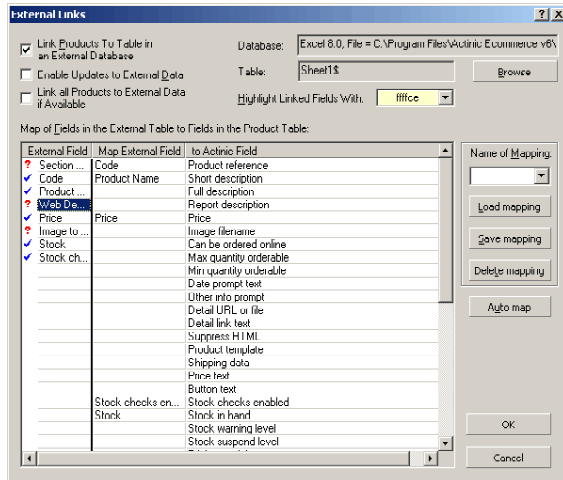 External Links
Link Products To Table in
an External Database
Enable Updates to External Data
Link all Products to External Data
if Available
Database: Excel 8.0, File = C:\Program Files\Actinic Ecommerce v6\
Table: Sheet1$
Browse
Highlight Linked Fields With: ffffce
Map of Fields in the External Table to Fields in the Product Table:
External Field Map External Field to Actinic Field
? Section ... Code Product reference
Code Product Name Short description
Product ... Full description
? Web De... Report description
Price Price Price
? Image to ... Image filename
Stock Can be ordered online
Stock ch... Max quantity orderable
Min quantity orderable
Date prompt text
Other info prompt
Detail URL or file
Detail link text
Suppress HTML
Product template
Shipping data
Price text
Button text
Stock checks en... Stock checks enabled
Stock Stock in hand
Stock warning level
Stock suspend level
Name of Mapping:
Load mapping
Save mapping
Delete mapping
Auto map
OK
Cancel